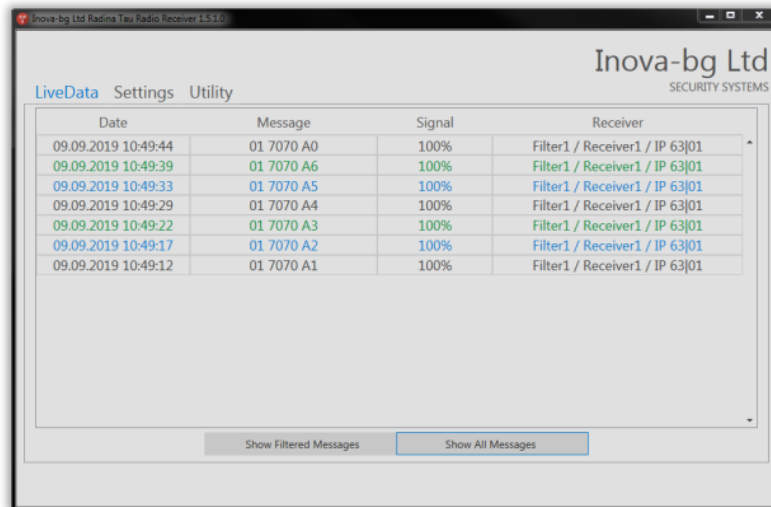 Inova-bg Ltd Radina Tau Radio Receiver 1.5.1.0
Inova-bg Ltd
SECURITY SYSTEMS
LiveData Settings Utility
Date Message Signal Receiver
09.09.2019 10:49:44 01 7070 A0 100% Filter1 / Receiver1 / IP 63|01
09.09.2019 10:49:39 01 7070 A6 100% Filter1 / Receiver1 / IP 63|01
09.09.2019 10:49:33 01 7070 A5 100% Filter1 / Receiver1 / IP 63|01
09.09.2019 10:49:29 01 7070 A4 100% Filter1 / Receiver1 / IP 63|01
09.09.2019 10:49:22 01 7070 A3 100% Filter1 / Receiver1 / IP 63|01
09.09.2019 10:49:17 01 7070 A2 100% Filter1 / Receiver1 / IP 63|01
09.09.2019 10:49:12 01 7070 A1 100% Filter1 / Receiver1 / IP 63|01
Show Filtered Messages Show All Messages